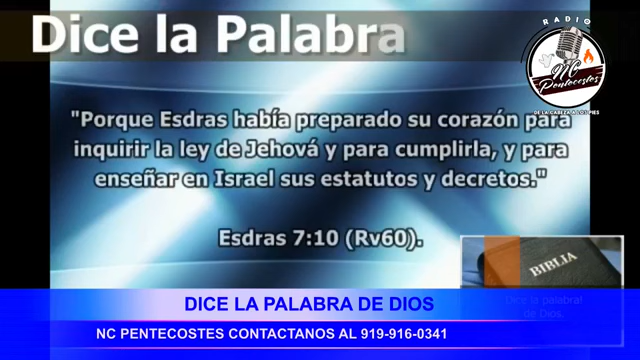 Dice la Palabra
RADIO
NC
Pentecostes
DE LA CABEZA A LOS PIES
"Porque Esdras había preparado su corazón para
inquirir la ley de Jehová y para cumplirla, y para
enseñar en Israel sus estatutos y decretos."
Esdras 7:10 (Rv60).
BIBLIA
Dice la palabra!
de Dios.
DICE LA PALABRA DE DIOS
NC PENTECOSTES CONTACTANOS AL 919-916-0341